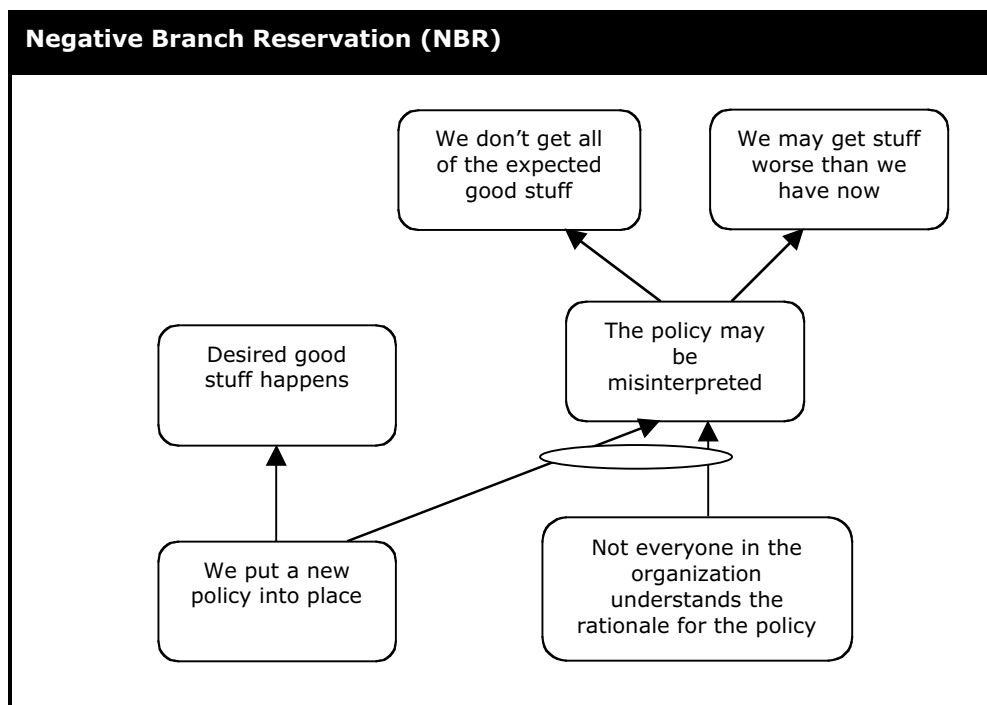 Negative Branch Reservation (NBR)
We don’t get all
of the expected
good stuff
We may get stuff
worse than we
have now
Desired good
stuff happens
The policy may
be
misinterpreted
We put a new
policy into place
Not everyone in the
organization
understands the
rationale for the policy